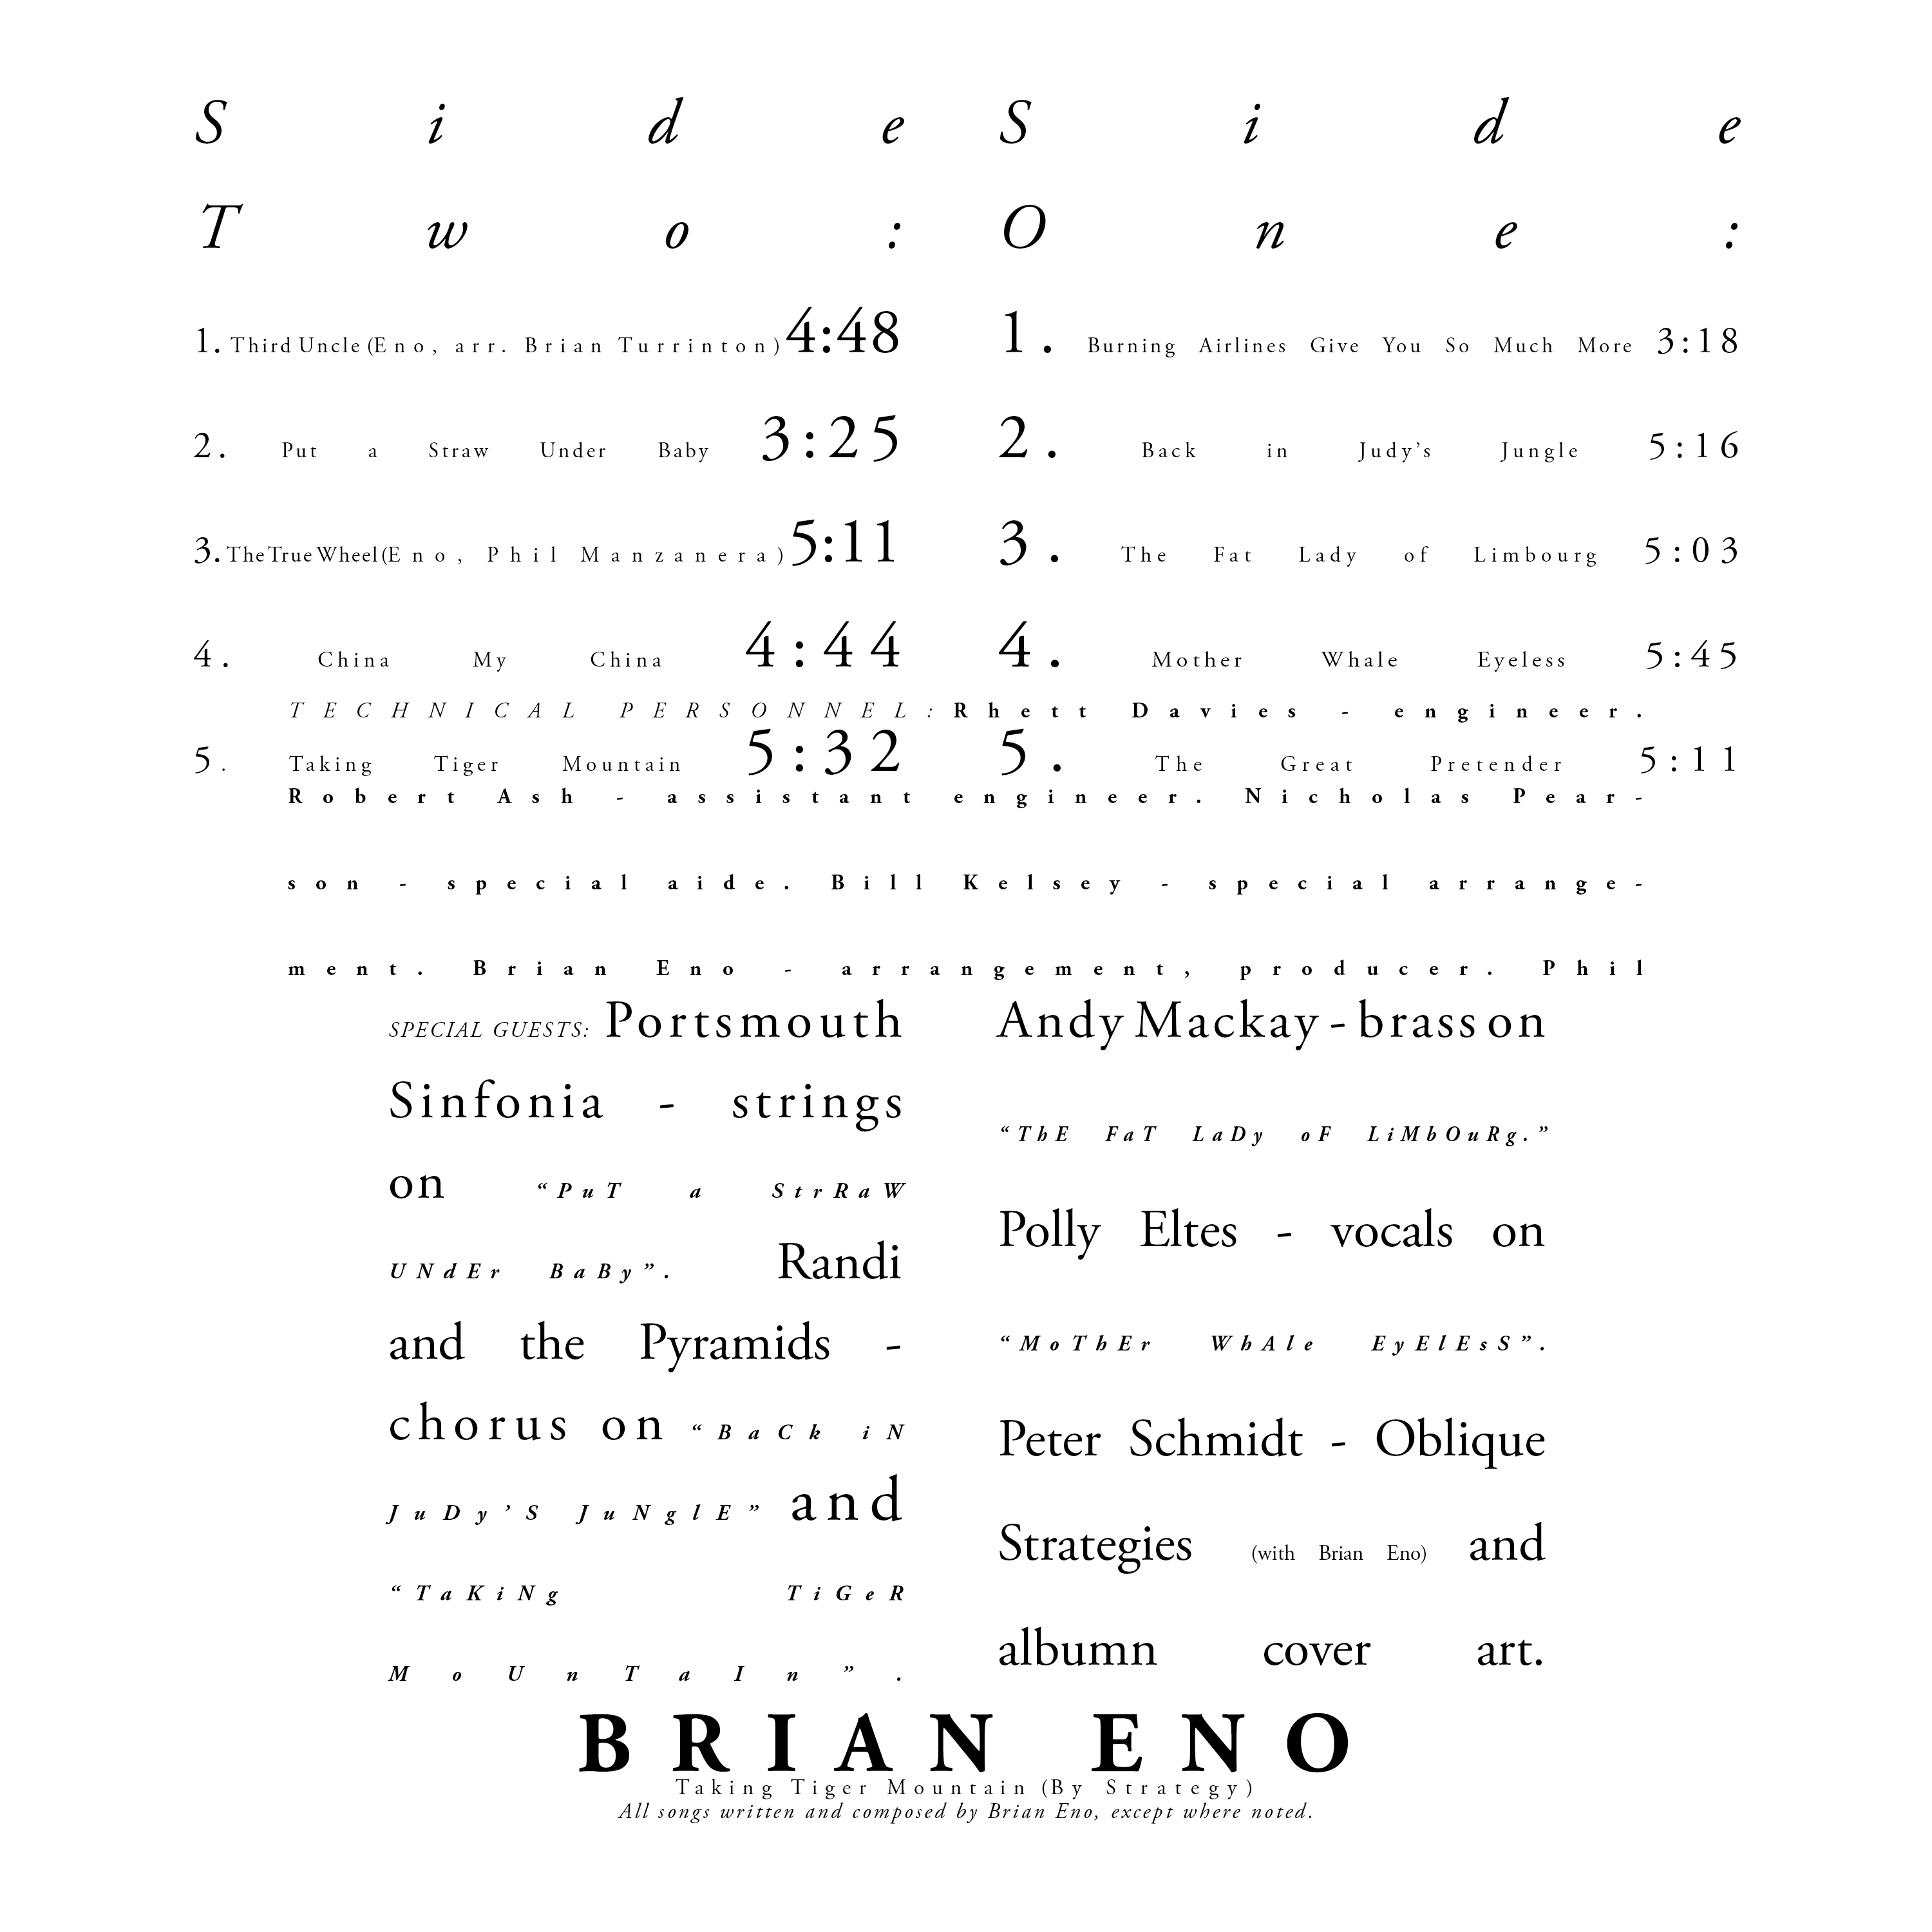 Side
Two:
1. Third Uncle (Eno, arr. Brian Turrinton) 4:48
2. Put a Straw Under Baby 3:25
3. The True Wheel (Eno, Phil Manzanera) 5:11
4. China My China 4:44
5. Taking Tiger Mountain 5:32
Side
One:
1. Burning Airlines Give You So Much More 3:18
2. Back in Judy’s Jungle 5:16
3. The Fat Lady of Limbourg 5:03
4. Mother Whale Eyeless 5:45
5. The Great Pretender 5:11
TECHNICAL PERSONNEL: Rhett Davies - engineer.
Robert Ash - assistant engineer. Nicholas Pear-
son - special aide. Bill Kelsey - special arrange-
ment. Brian Eno - arrangement, producer. Phil
SPECIAL GUESTS: Portsmouth
Sinfonia - strings
on “PuT a StrRaW
UNdEr BaBy”. Randi
and the Pyramids -
chorus on “BaCk iN
JuDy’S JuNglE” and
“TaKiNg TiGeR
MoUnTaIn”.
Andy Mackay - brass on
“ThE FaT LaDy oF LiMbOuRg.”
Polly Eltes - vocals on
“MoThEr WhAle EyElEsS”.
Peter Schmidt - Oblique
Strategies (with Brian Eno) and
albumn cover art.
BRIAN ENO
Taking Tiger Mountain (By Strategy)
All songs written and composed by Brian Eno, except where noted.